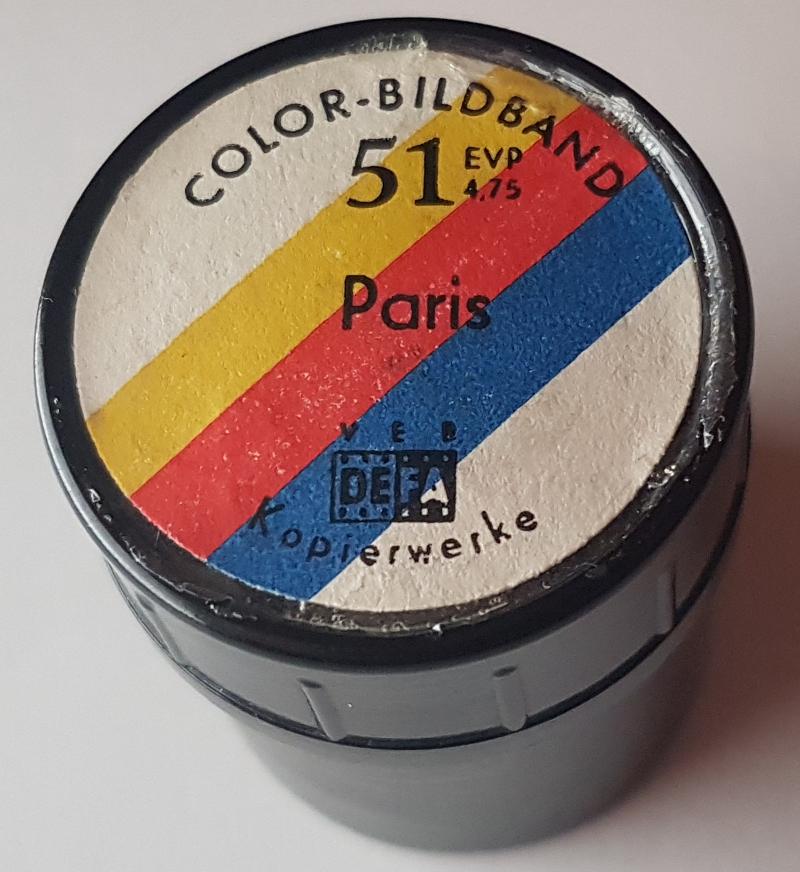 COLOR-BILDBAND
51 EVP
4,75
Paris
VEB
DEFA
Kopierwerke